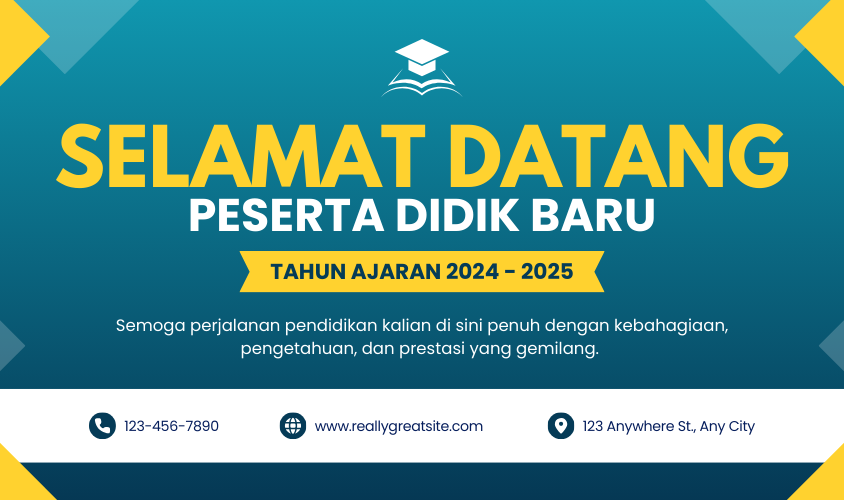 SELAMAT DATANG
PESERTA DIDIK BARU
TAHUN AJARAN 2024 - 2025
Semoga perjalanan pendidikan kalian di sini penuh dengan kebahagiaan,
pengetahuan, dan prestasi yang gemilang.
123-456-7890
www.reallygreatsite.com
123 Anywhere St., Any City